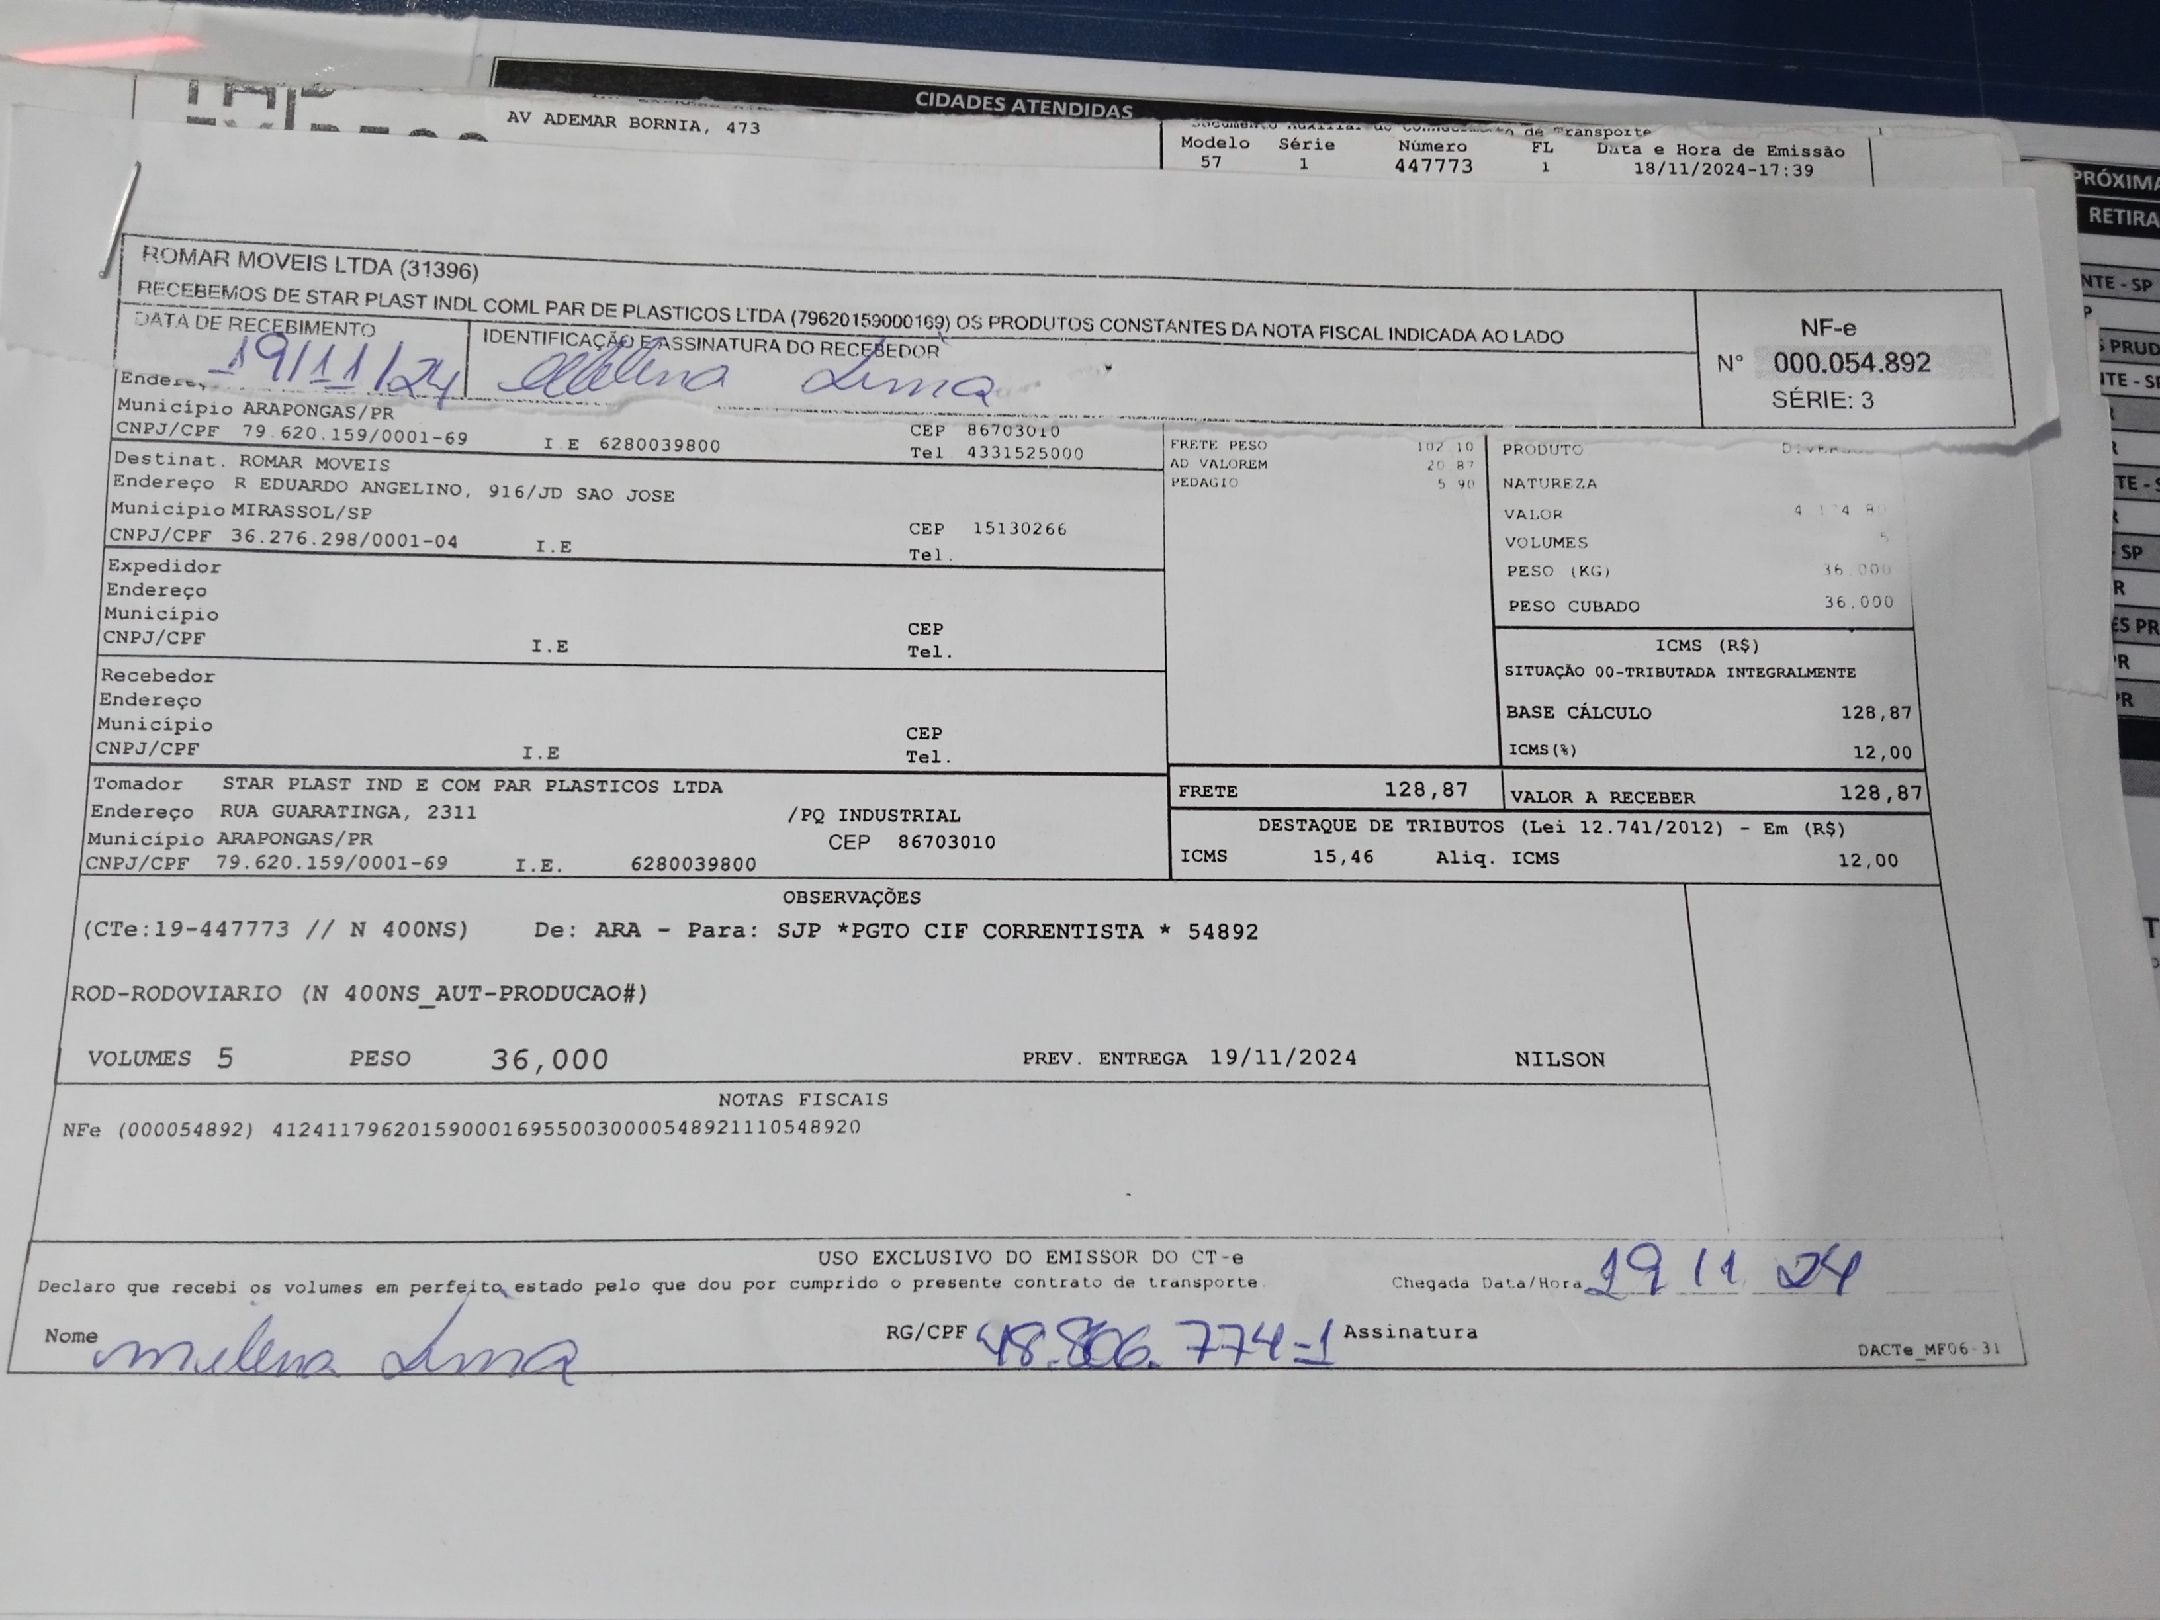 CIDADES ATENDIDAS
AV ADEMAR BORNIA, 473
de Transporte
Modelo Série Número FL Data e Hora de Emissão
57 1 447773 1 18/11/2024-17:39
PRÓXIMA
RETIRA
ROMAR MOVEIS LTDA (31396)
RECEBEMOS DE STAR PLAST INDL COML PAR DE PLASTICOS LTDA (79620159000169) OS PRODUTOS CONSTANTES DA NOTA FISCAL INDICADA AO LADO
DATA DE RECEBIMENTO
19/11/24
IDENTIFICAÇÃO E ASSINATURA DO RECEBEDOR
Lima
NF-e
N° 000.054.892
SÉRIE: 3
Município ARAPONGAS/PR
CEP 86703010
CNPJ/CPF 79.620.159/0001-69 I.E 6280039800 Tel 4331525000
Destinat. ROMAR MOVEIS
Endereço R EDUARDO ANGELINO, 916/JD SAO JOSE
Município MIRASSOL/SP
CEP 15130266
CNPJ/CPF 36.276.298/0001-04 I.E Tel.
Expedidor
Endereço
Município
CEP
CNPJ/CPF I.E Tel.
Recebedor
Endereço
Município
CEP
CNPJ/CPF I.E Tel.
Tomador STAR PLAST IND E COM PAR PLASTICOS LTDA
Endereço RUA GUARATINGA, 2311 /PQ INDUSTRIAL
Município ARAPONGAS/PR CEP 86703010
CNPJ/CPF 79.620.159/0001-69 I.E. 6280039800
FRETE PESO 102,10
AD VALOREM 20,87
PEDAGIO 5,90
PRODUTO
NATUREZA
VALOR
VOLUMES 5
PESO (KG) 36.000
PESO CUBADO 36.000
ICMS (R$)
SITUAÇÃO 00-TRIBUTADA INTEGRALMENTE
BASE CÁLCULO 128,87
ICMS(%) 12,00
FRETE 128,87 VALOR A RECEBER 128,87
DESTAQUE DE TRIBUTOS (Lei 12.741/2012) - Em (R$)
ICMS 15,46 Aliq. ICMS 12,00
OBSERVAÇÕES
(CTe:19-447773 // N 400NS) De: ARA - Para: SJP *PGTO CIF CORRENTISTA * 54892
ROD-RODOVIARIO (N 400NS_AUT-PRODUCAO#)
VOLUMES 5 PESO 36,000 PREV. ENTREGA 19/11/2024 NILSON
NOTAS FISCAIS
NFe (000054892) 41241179620159000169550030000548921110548920
USO EXCLUSIVO DO EMISSOR DO CT-e
Declaro que recebi os volumes em perfeito estado pelo que dou por cumprido o presente contrato de transporte. Chegada Data/Hora 19 11 24
Nome milena Lima RG/CPF 48.806.774-1 Assinatura
DACTe_MF06-31